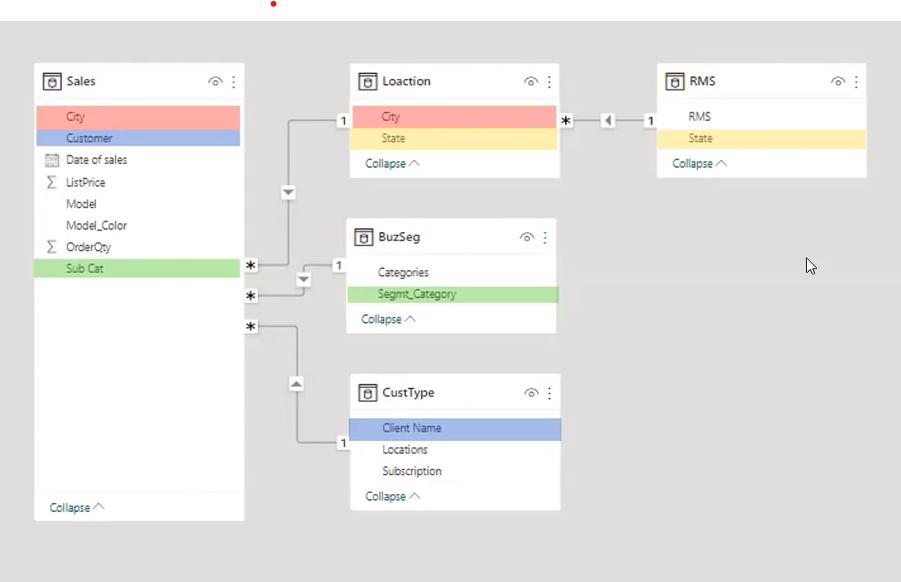 Sales
City
Customer
Date of sales
ListPrice
Model
Model_Color
OrderQty
Sub Cat
Collapse
Loaction
City
State
Collapse
RMS
RMS
State
Collapse
BuzSeg
Categories
Segmt_Category
Collapse
CustType
Client Name
Locations
Subscription
Collapse
1
*
1
*
1
*
1
*